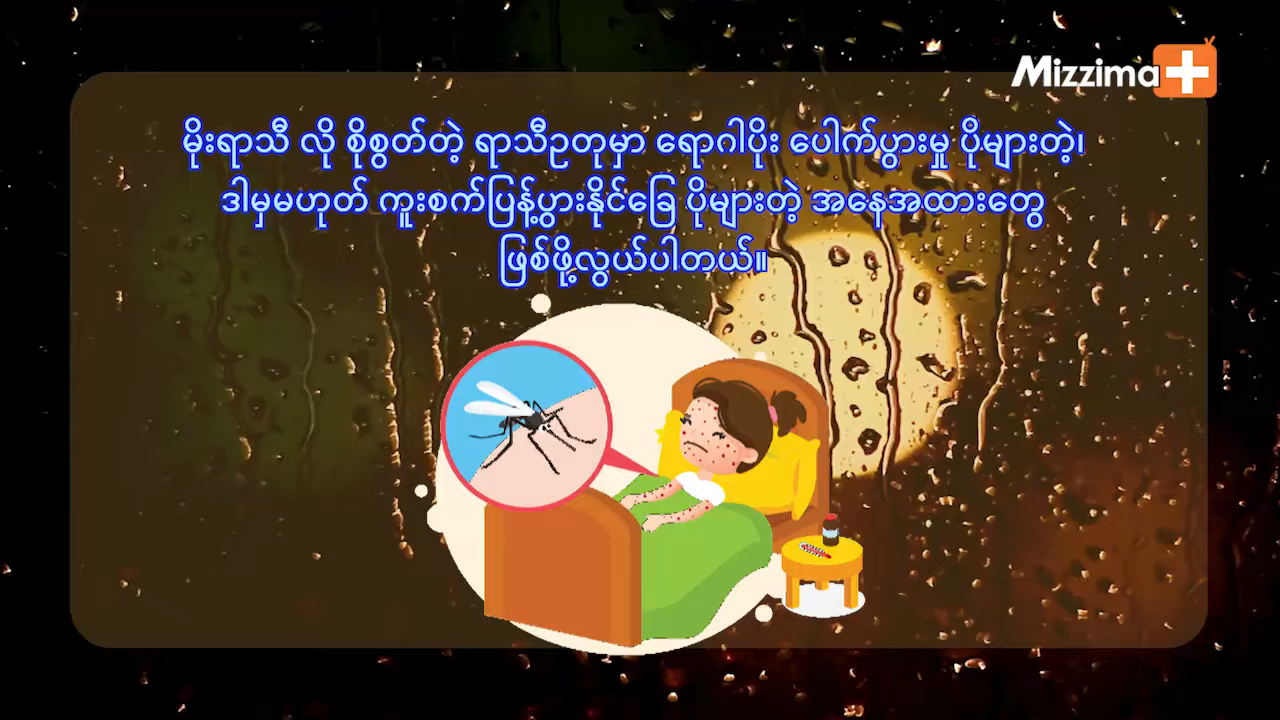 Mizzima
မိုးရာသီ လို စိုစွတ်တဲ့ ရာသီဥတုမှာ ရောဂါပိုး ပေါက်ပွားမှု ပိုများတဲ့၊
ဒါမှမဟုတ် ကူးစက်ပြန့်ပွားနိုင်ခြေ ပိုများတဲ့ အနေအထားတွေ
ဖြစ်ဖို့လွယ်ပါတယ်။